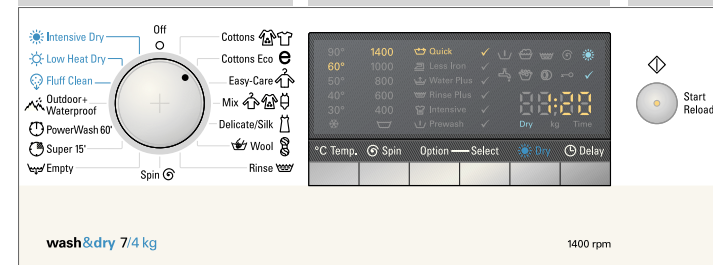 Off
Intensive Dry
Low Heat Dry
Fluff Clean
Outdoor+
Waterproof
PowerWash 60'
Super 15'
Empty
Spin
Cottons
Cottons Eco e
Easy-Care
Mix
Delicate/Silk
Wool
Rinse
90° 1400 Quick ✓
60° 1000 Less Iron ✓
50° 800 Water Plus ✓
40° 600 Rinse Plus ✓
30° 400 Intensive ✓
Prewash ✓
1:20
Dry kg Time
°C Temp. Spin Option — Select Dry Delay
Start
Reload
wash&dry 7/4 kg
1400 rpm